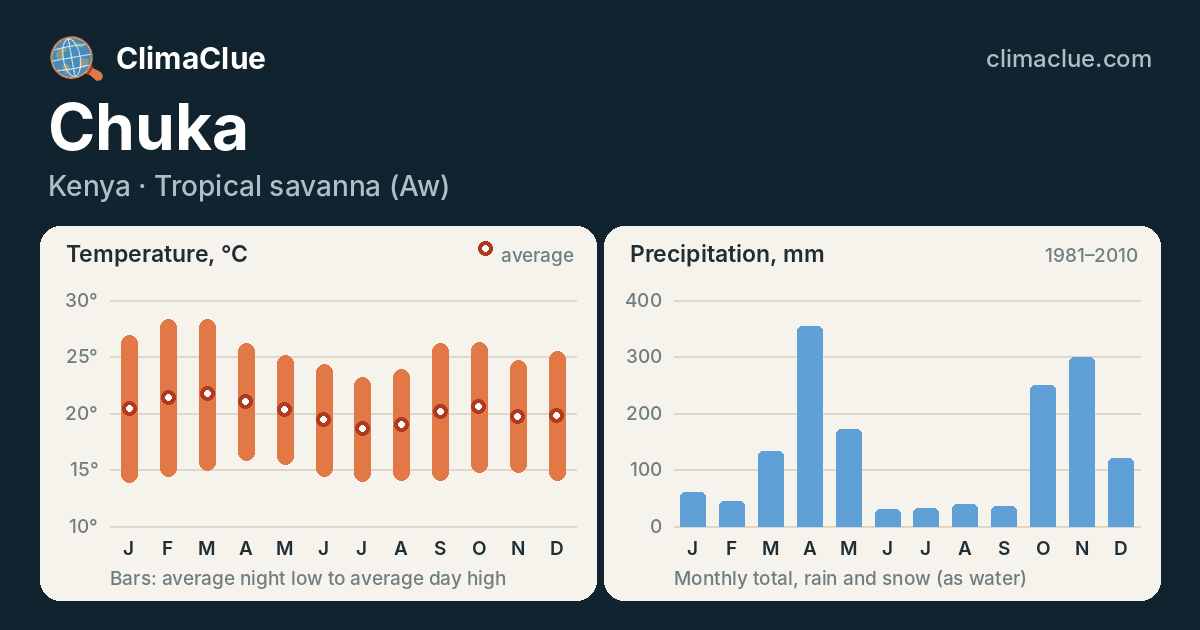 ClimaClue
climaclue.com
Chuka
Kenya · Tropical savanna (Aw)
Temperature, °C
average
30°
25°
20°
15°
10°
J F M A M J J A S O N D
Bars: average night low to average day high
Precipitation, mm
1981–2010
400
300
200
100
0
J F M A M J J A S O N D
Monthly total, rain and snow (as water)